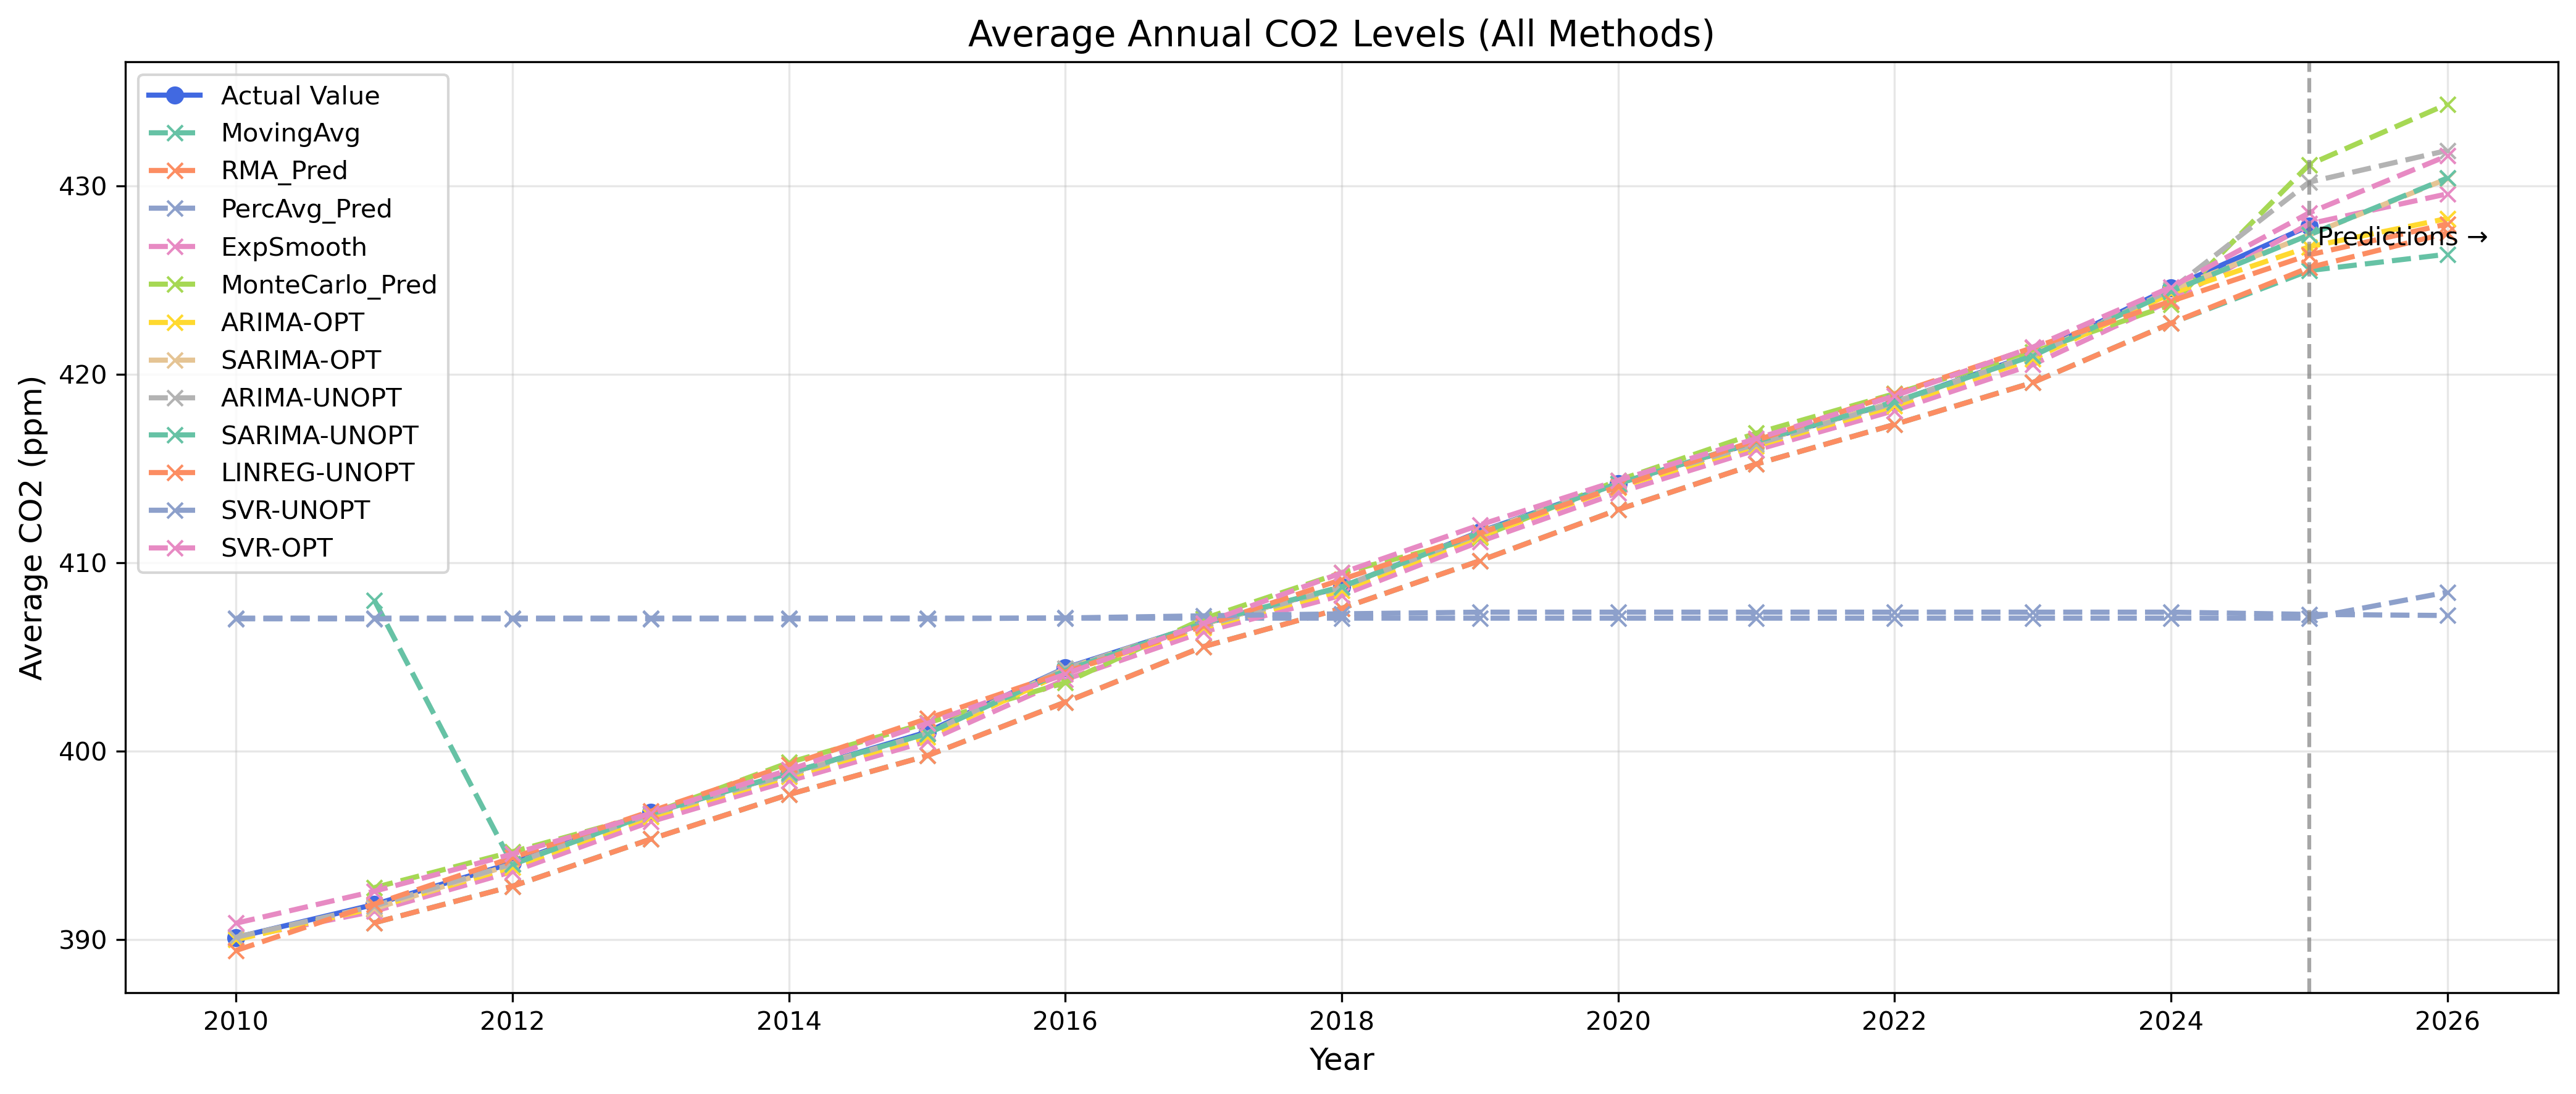 Average Annual CO2 Levels (All Methods)
Actual Value
MovingAvg
RMA_Pred
PercAvg_Pred
ExpSmooth
MonteCarlo_Pred
ARIMA-OPT
SARIMA-OPT
ARIMA-UNOPT
SARIMA-UNOPT
LINREG-UNOPT
SVR-UNOPT
SVR-OPT
Predictions →
Average CO2 (ppm)
430
420
410
400
390
2010 2012 2014 2016 2018 2020 2022 2024 2026
Year